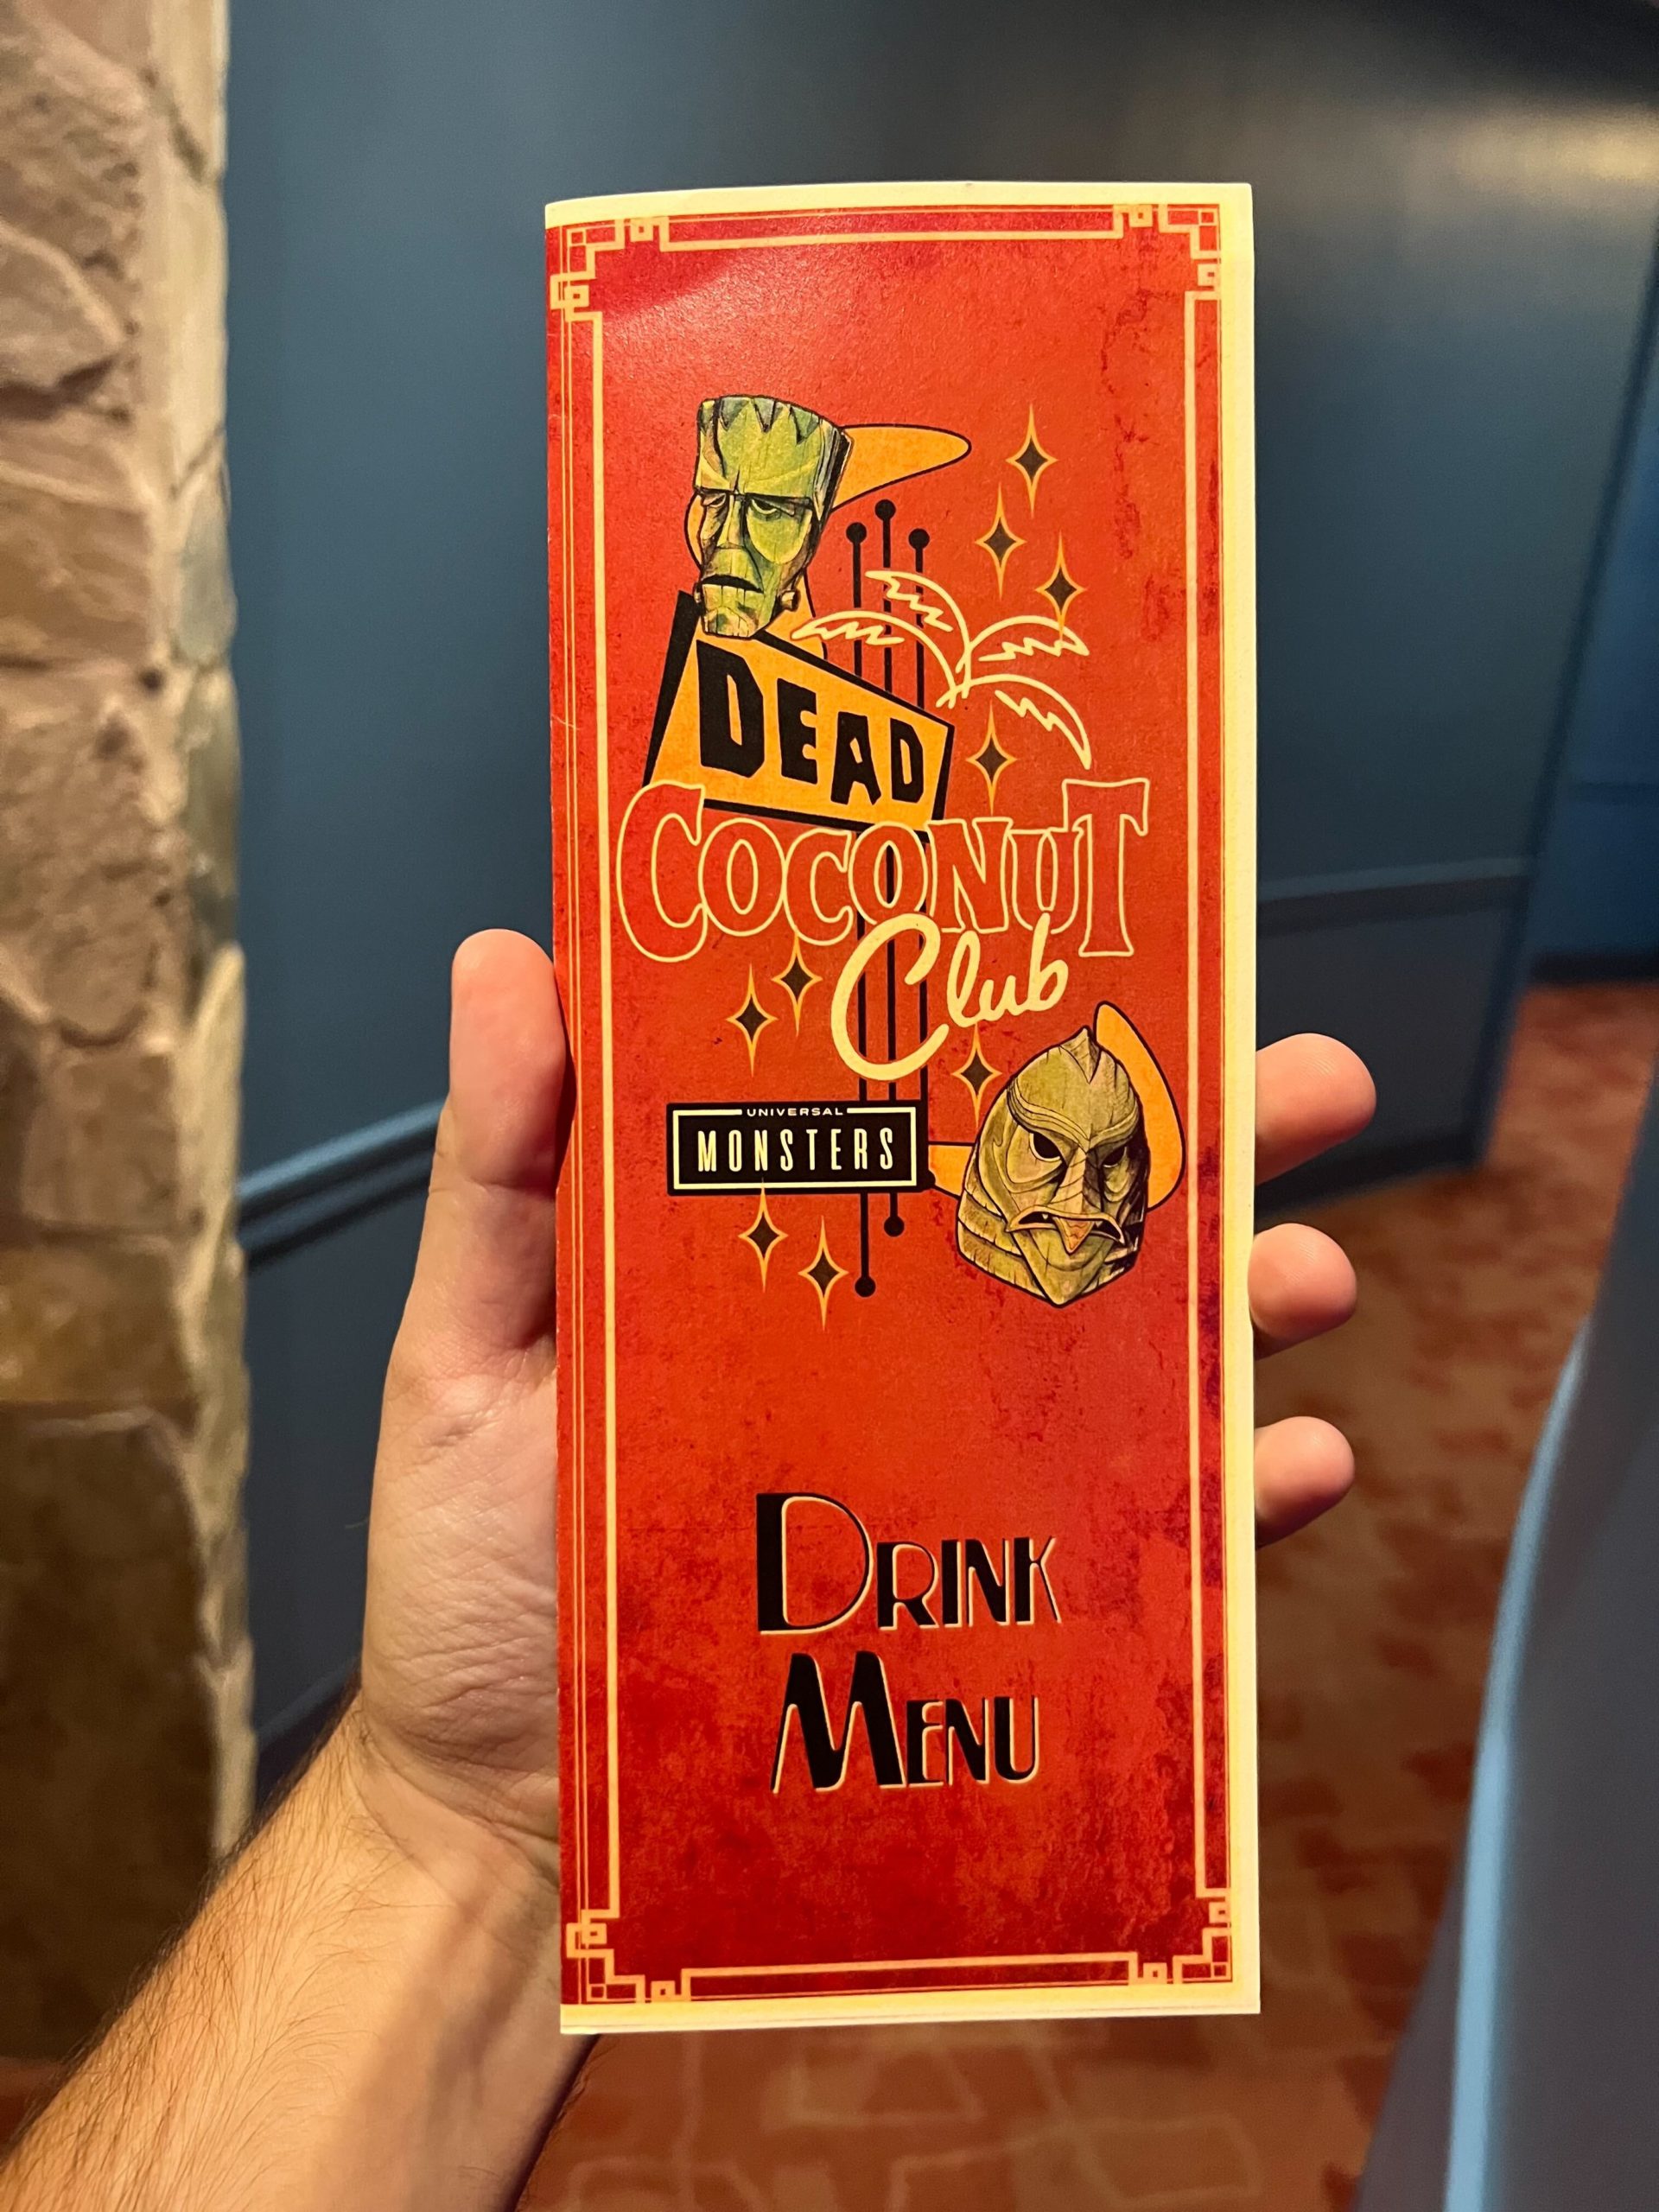 DEAD
COCONUT
Club
UNIVERSAL
MONSTERS
DRINK
MENU